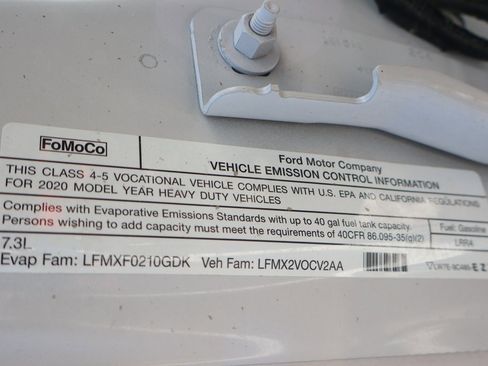 FoMoCo
Ford Motor Company
VEHICLE EMISSION CONTROL INFORMATION
THIS CLASS 4-5 VOCATIONAL VEHICLE COMPLIES WITH U.S. EPA AND CALIFORNIA REGULATIONS
FOR 2020 MODEL YEAR HEAVY DUTY VEHICLES
Complies with Evaporative Emissions Standards with up to 40 gal fuel tank capacity.
Persons wishing to add capacity must meet the requirements of 40CFR 86.095-35(g)(2)
Fuel: Gasoline
LRR4
7.3L
Evap Fam: LFMXF0210GDK Veh Fam: LFMX2VOCV2AA
EZ